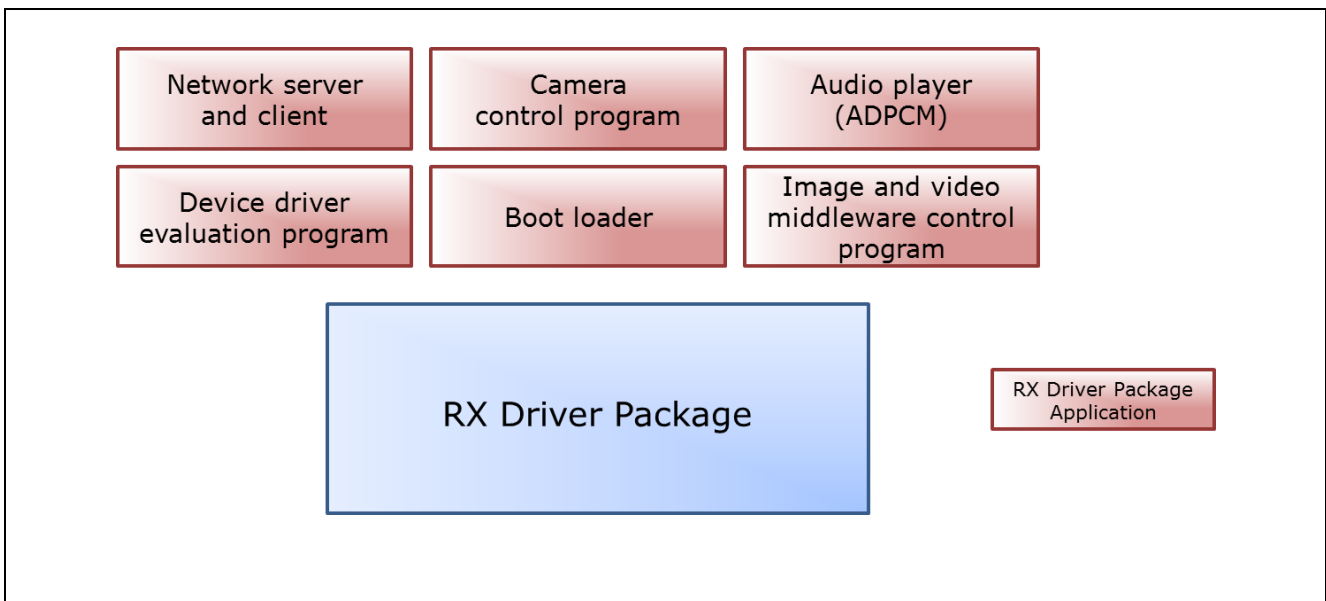 Network server
and client
Camera
control program
Audio player
(ADPCM)
Device driver
evaluation program
Boot loader
Image and video
middleware control
program
RX Driver Package
RX Driver Package
Application